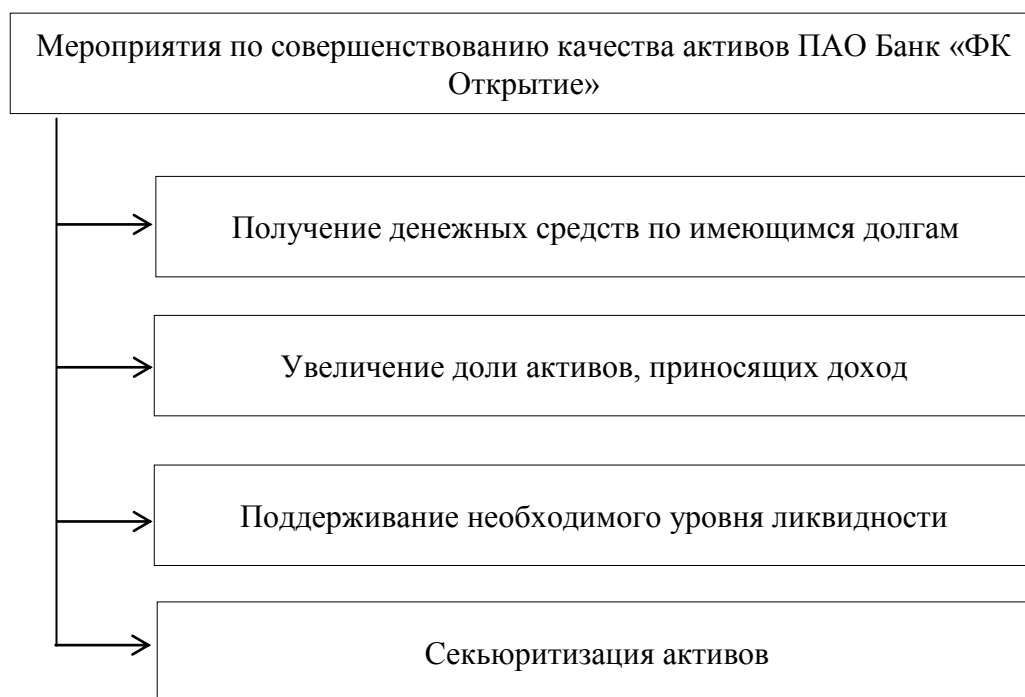 Мероприятия по совершенствованию качества активов ПАО Банк «ФК
Открытие»
Получение денежных средств по имеющимся долгам
Увеличение доли активов, приносящих доход
Поддерживание необходимого уровня ликвидности
Секьюритизация активов